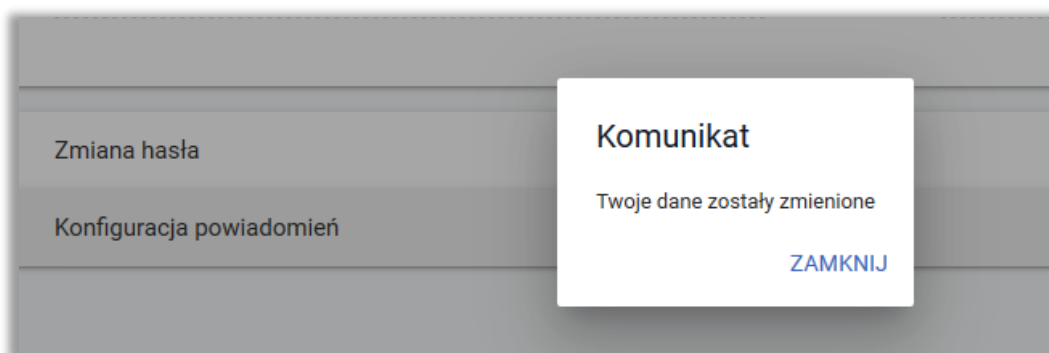 Zmiana hasła
Konfiguracja powiadomień
Komunikat
Twoje dane zostały zmienione
ZAMKNIJ